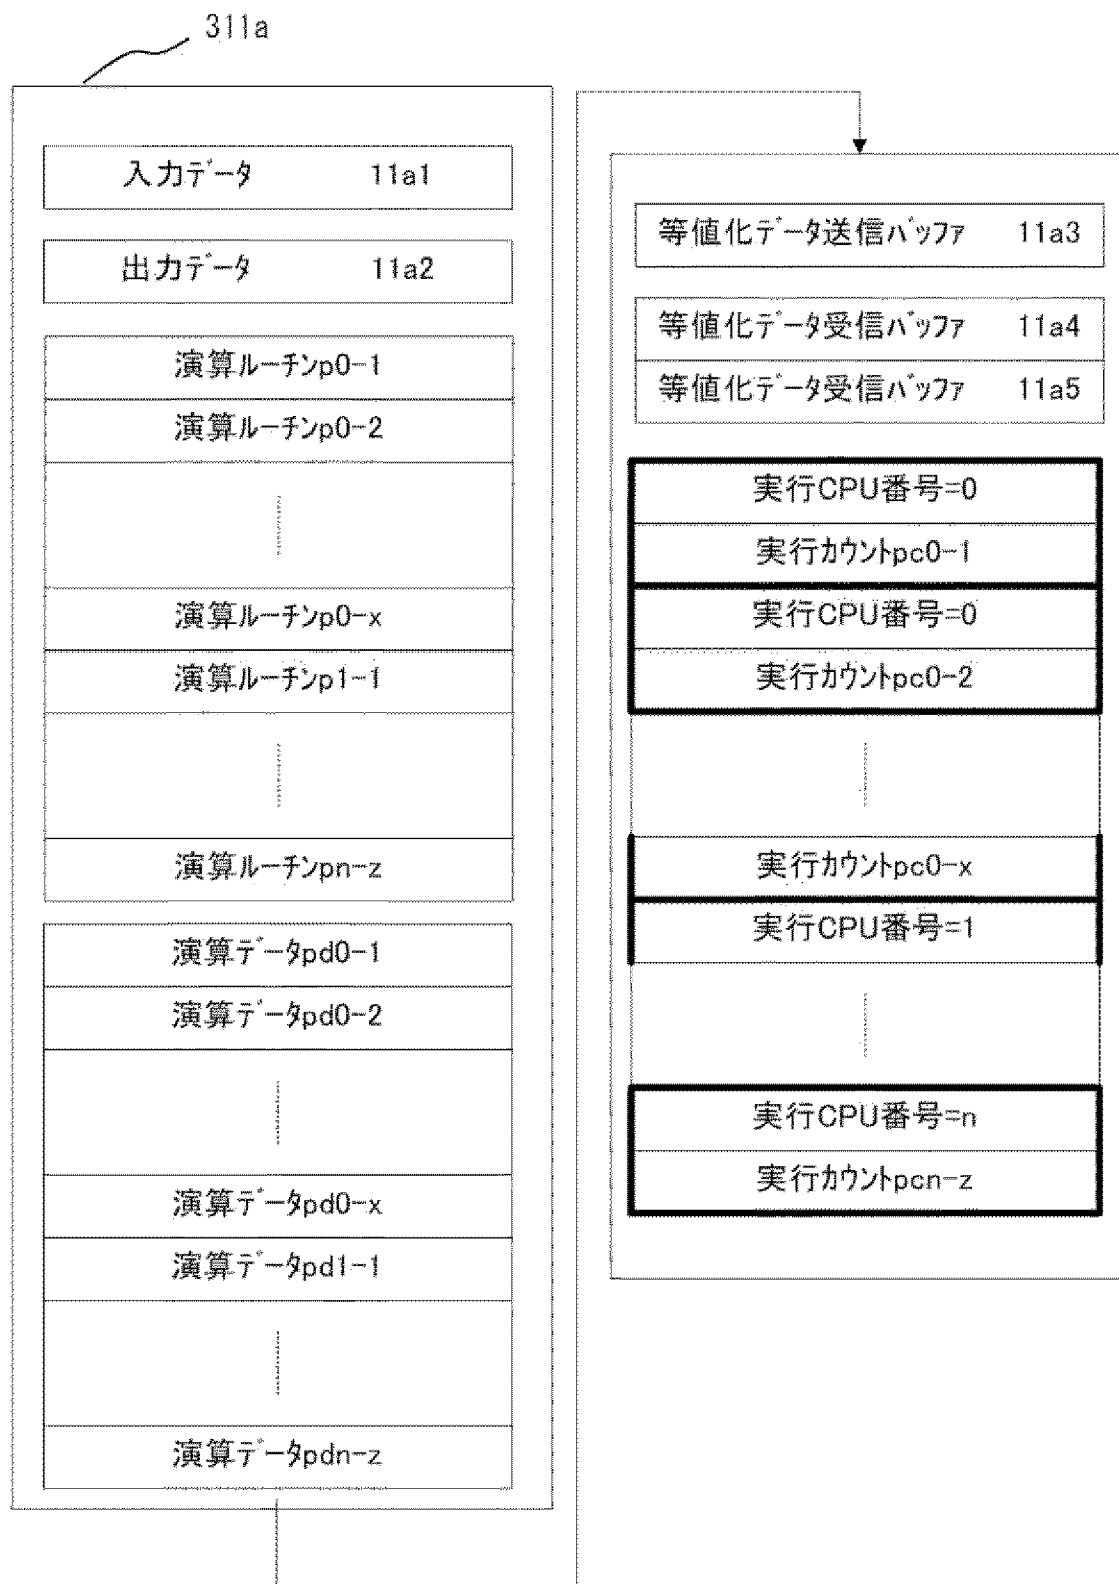 311a
入力ﾃﾞｰﾀ 11a1
出力ﾃﾞｰﾀ 11a2
演算ﾙｰﾁﾝp0-1
演算ﾙｰﾁﾝp0-2
演算ﾙｰﾁﾝp0-x
演算ﾙｰﾁﾝp1-1
演算ﾙｰﾁﾝpn-z
演算ﾃﾞｰﾀpd0-1
演算ﾃﾞｰﾀpd0-2
演算ﾃﾞｰﾀpd0-x
演算ﾃﾞｰﾀpd1-1
演算ﾃﾞｰﾀpdn-z
等値化ﾃﾞｰﾀ送信ﾊﾞｯﾌｧ 11a3
等値化ﾃﾞｰﾀ受信ﾊﾞｯﾌｧ 11a4
等値化ﾃﾞｰﾀ受信ﾊﾞｯﾌｧ 11a5
実行CPU番号=0
実行ｶｳﾝﾄpc0-1
実行CPU番号=0
実行ｶｳﾝﾄpc0-2
実行ｶｳﾝﾄpc0-x
実行CPU番号=1
実行CPU番号=n
実行ｶｳﾝﾄpcn-z